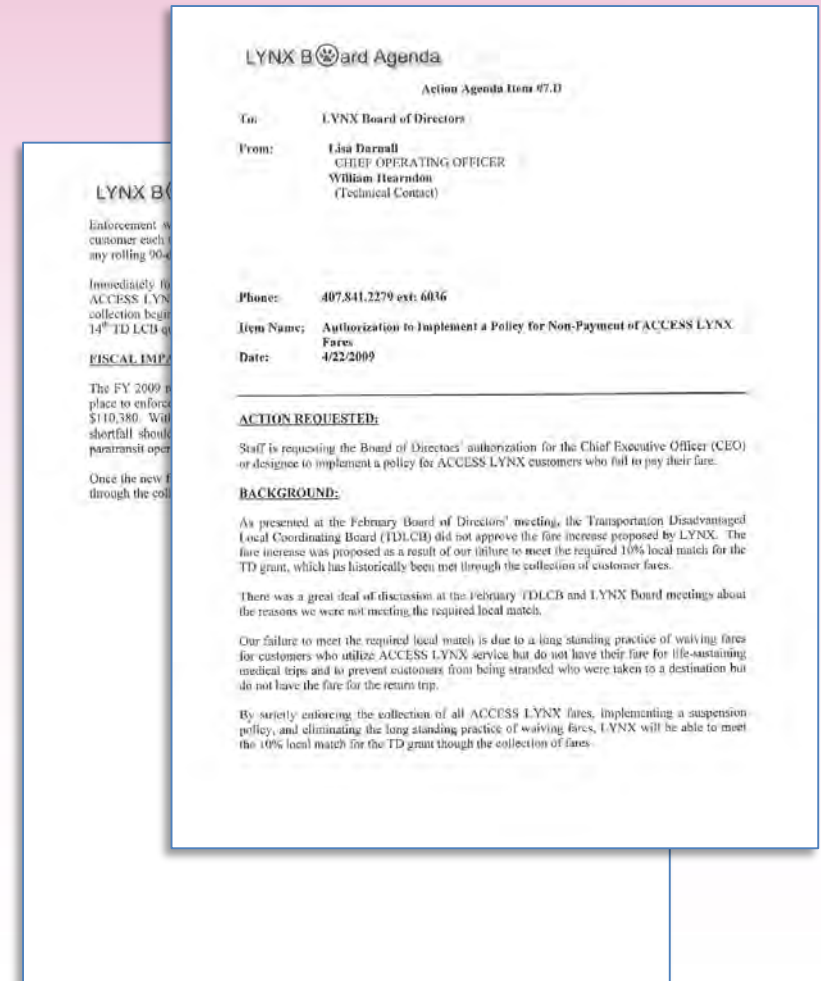 LYNX B ard Agenda
Action Agenda Item #7.D
To: LYNX Board of Directors
From: Lisa Darnall
CHIEF OPERATING OFFICER
William Hearndon
(Technical Contact)
Phone: 407.841.2279 ext: 6036
Item Name: Authorization to Implement a Policy for Non-Payment of ACCESS LYNX
Fares
Date: 4/22/2009
ACTION REQUESTED:
Staff is requesting the Board of Directors' authorization for the Chief Executive Officer (CEO)
or designee to implement a policy for ACCESS LYNX customers who fail to pay their fare.
BACKGROUND:
As presented at the February Board of Directors' meeting, the Transportation Disadvantaged
Local Coordinating Board (TDLCB) did not approve the fare increase proposed by LYNX. The
fare increase was proposed as a result of our failure to meet the required 10% local match for the
TD grant, which has historically been met through the collection of customer fares.
There was a great deal of discussion at the February TDLCB and LYNX Board meetings about
the reasons we were not meeting the required local match.
Our failure to meet the required local match is due to a long standing practice of waiving fares
for customers who utilize ACCESS LYNX service but do not have their fare for life-sustaining
medical trips and to prevent customers from being stranded who were taken to a destination but
do not have the fare for the return trip.
By strictly enforcing the collection of all ACCESS LYNX fares, implementing a suspension
policy, and eliminating the long standing practice of waiving fares, LYNX will be able to meet
the 10% local match for the TD grant though the collection of fares
LYNX B
Enforcement
customer each
any rolling 90-
Immediately
ACCESS LYN
collection begi
14th TD LCB
FISCAL IMPA
The FY 2009
place to enforce
$110,380. With
shortfall should
paratransit oper
Once the new
through the coll